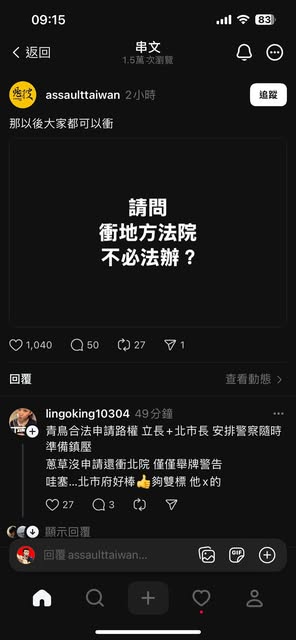 09:15
83
返回
串文
1.5萬 次瀏覽
assaulttaiwan 2小時
追蹤
那以後大家都可以衝
請問
衝地方法院
不必法辦？
1,040
50
27
1
回覆
查看動態
lingoking10304 49分鐘
青鳥合法申請路權 立長+北市長 安排警察隨時
準備鎮壓
蔥草沒申請還衝北院 僅僅舉牌警告
哇塞...北市府好棒👍夠雙標 他x的
27
3
顯示回覆
回覆 assaulttaiwan...
GIF